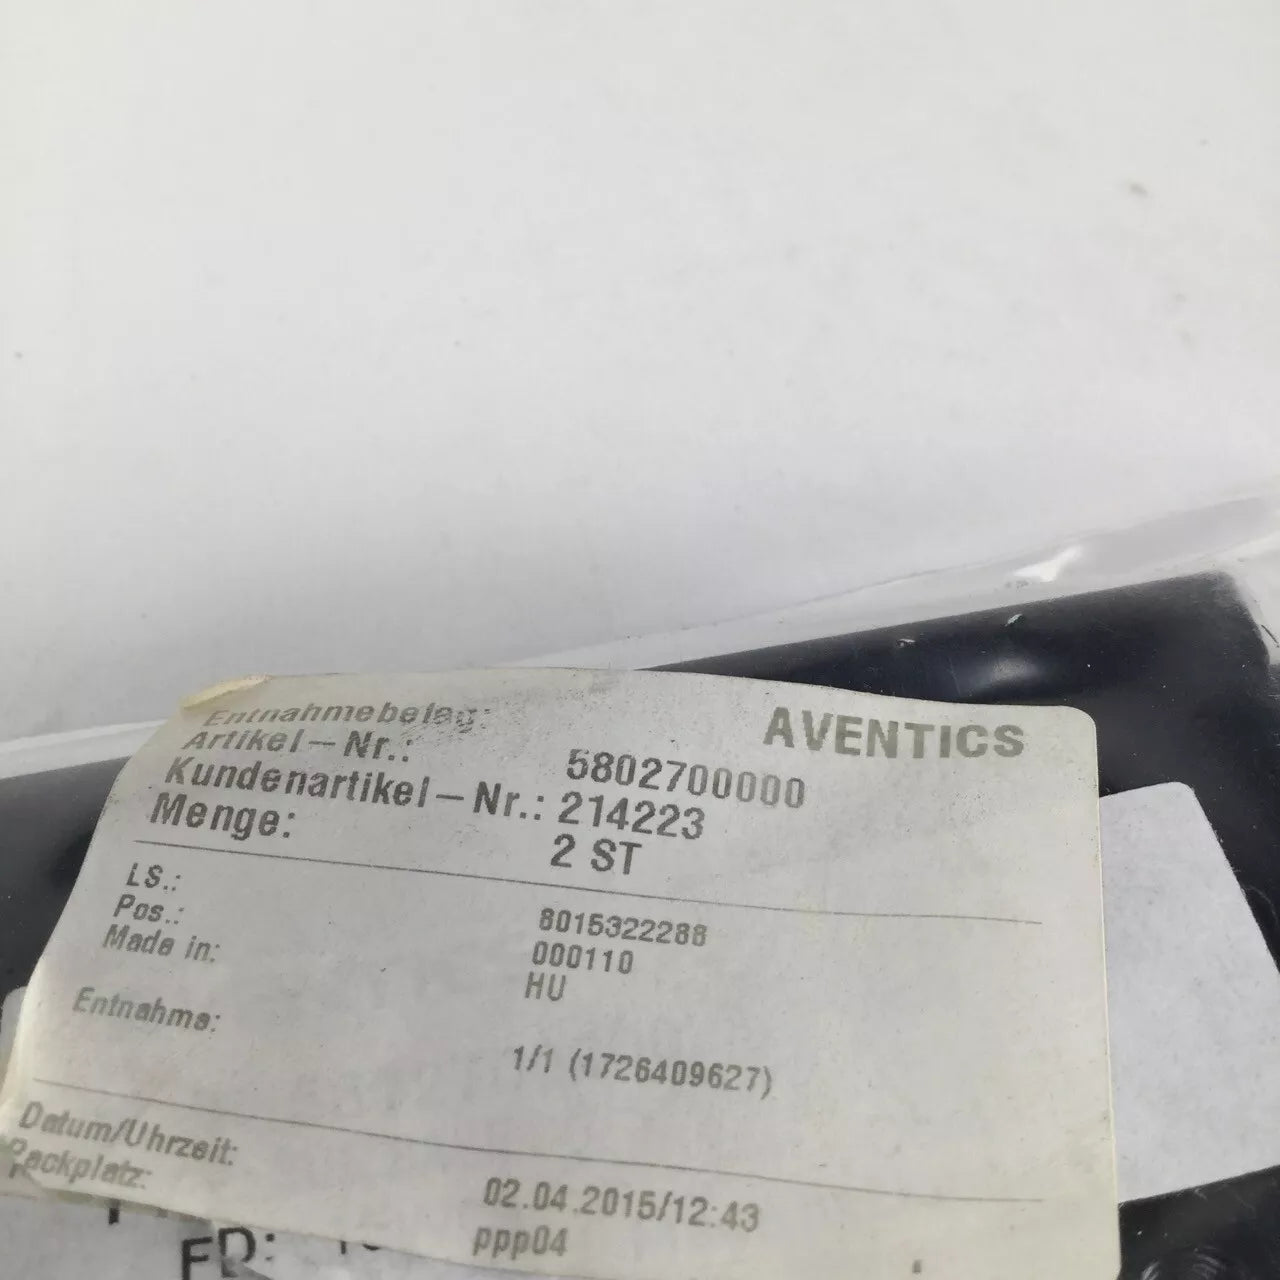 Entnahmebeleg: AVENTICS
Artikel-Nr.: 5802700000
Kundenartikel-Nr.: 214223
Menge: 2 ST
LS.: 8015322288
Pos.: 000110
Made in: HU
Entnahme: 1/1 (1726409627)
Datum/Uhrzeit: 02.04.2015/12:43
Packplatz: ppp04
FD: